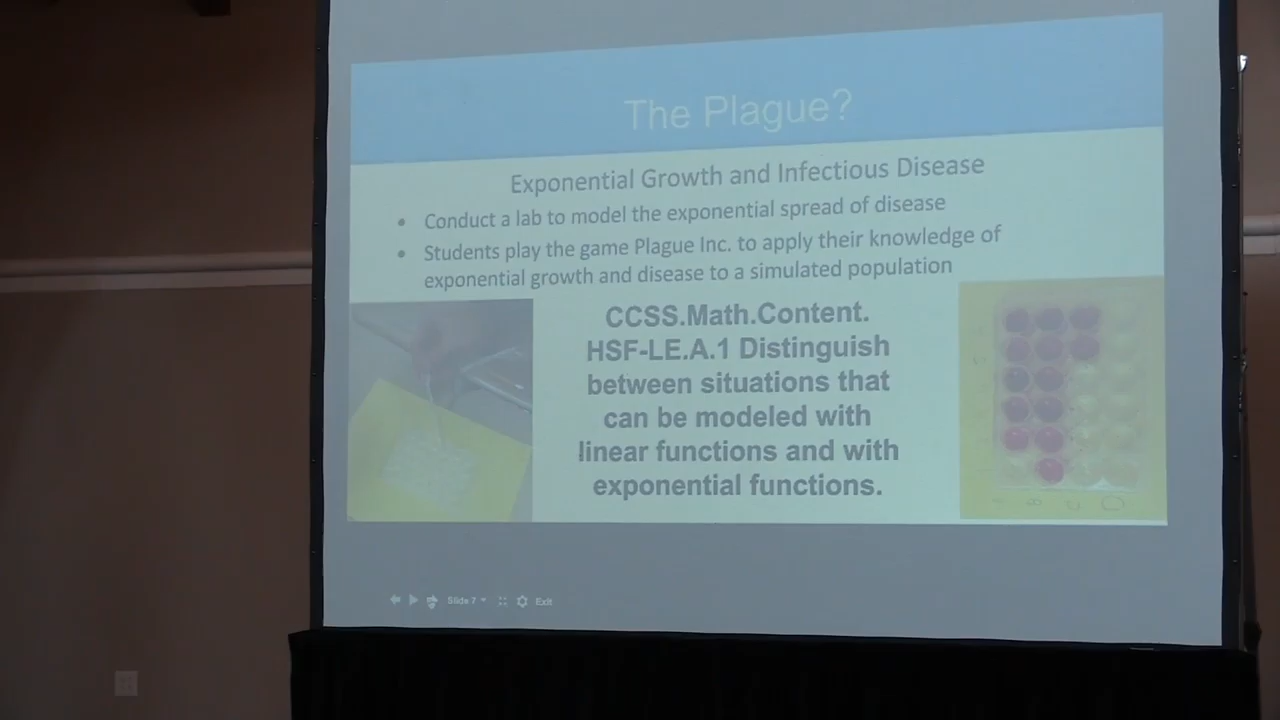 The Plague?
Exponential Growth and Infectious Disease
• Conduct a lab to model the exponential spread of disease
• Students play the game Plague Inc. to apply their knowledge of
exponential growth and disease to a simulated population
CCSS.Math.Content.
HSF-LE.A.1 Distinguish
between situations that
can be modeled with
linear functions and with
exponential functions.
Slide 7
Exit